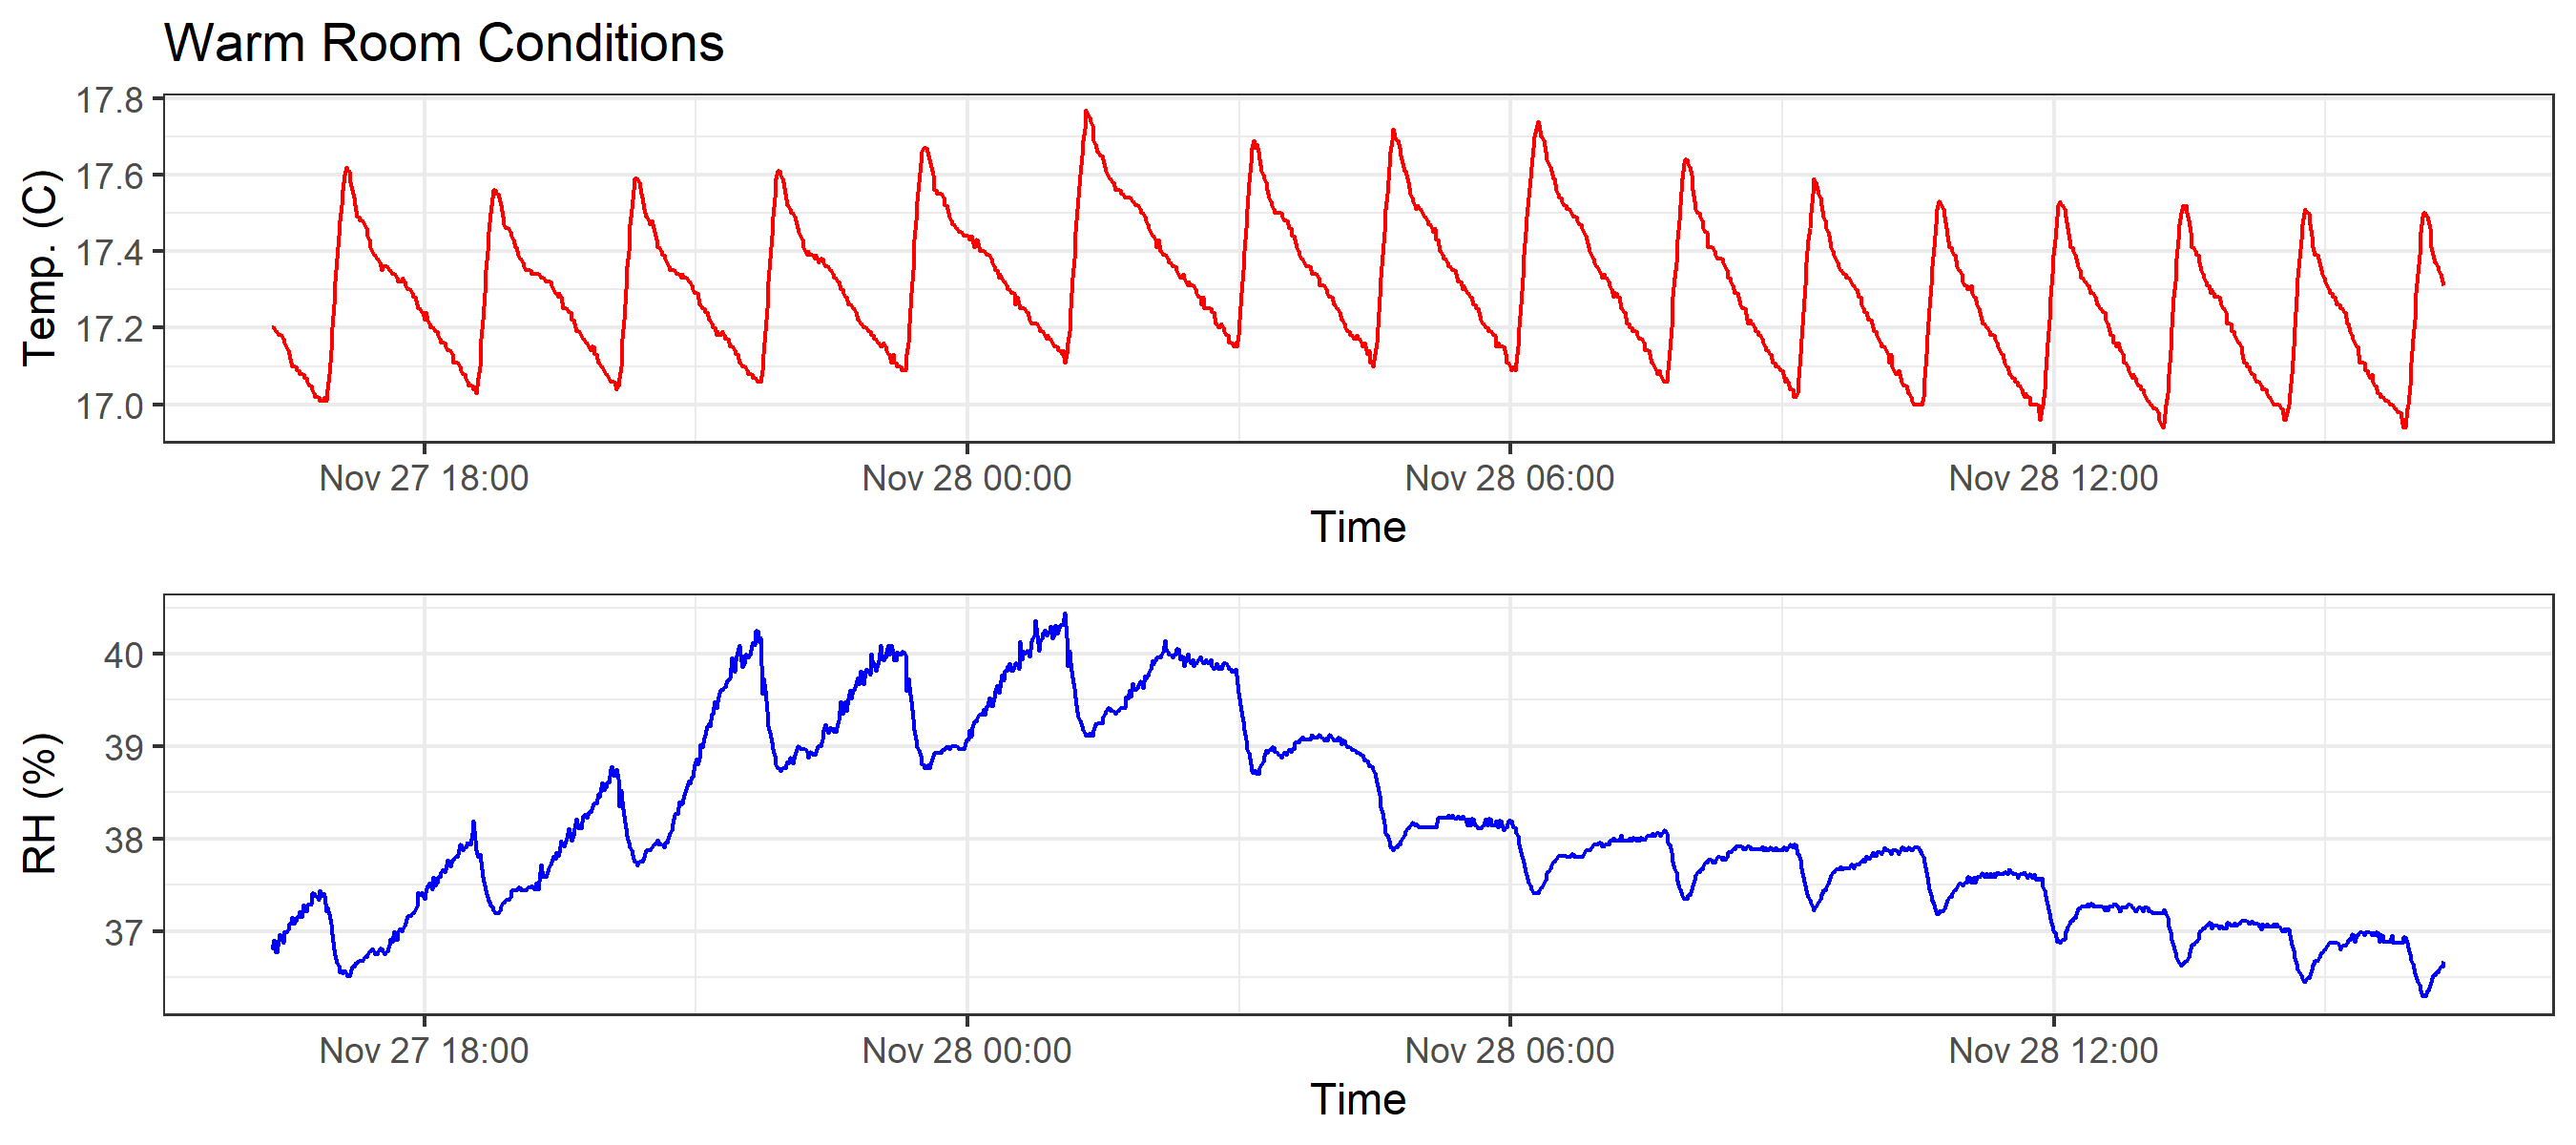 Warm Room Conditions
17.8
17.6
17.4
17.2
17.0
Temp. (C)
Nov 27 18:00 Nov 28 00:00 Nov 28 06:00 Nov 28 12:00
Time
40
39
38
37
RH (%)
Nov 27 18:00 Nov 28 00:00 Nov 28 06:00 Nov 28 12:00
Time